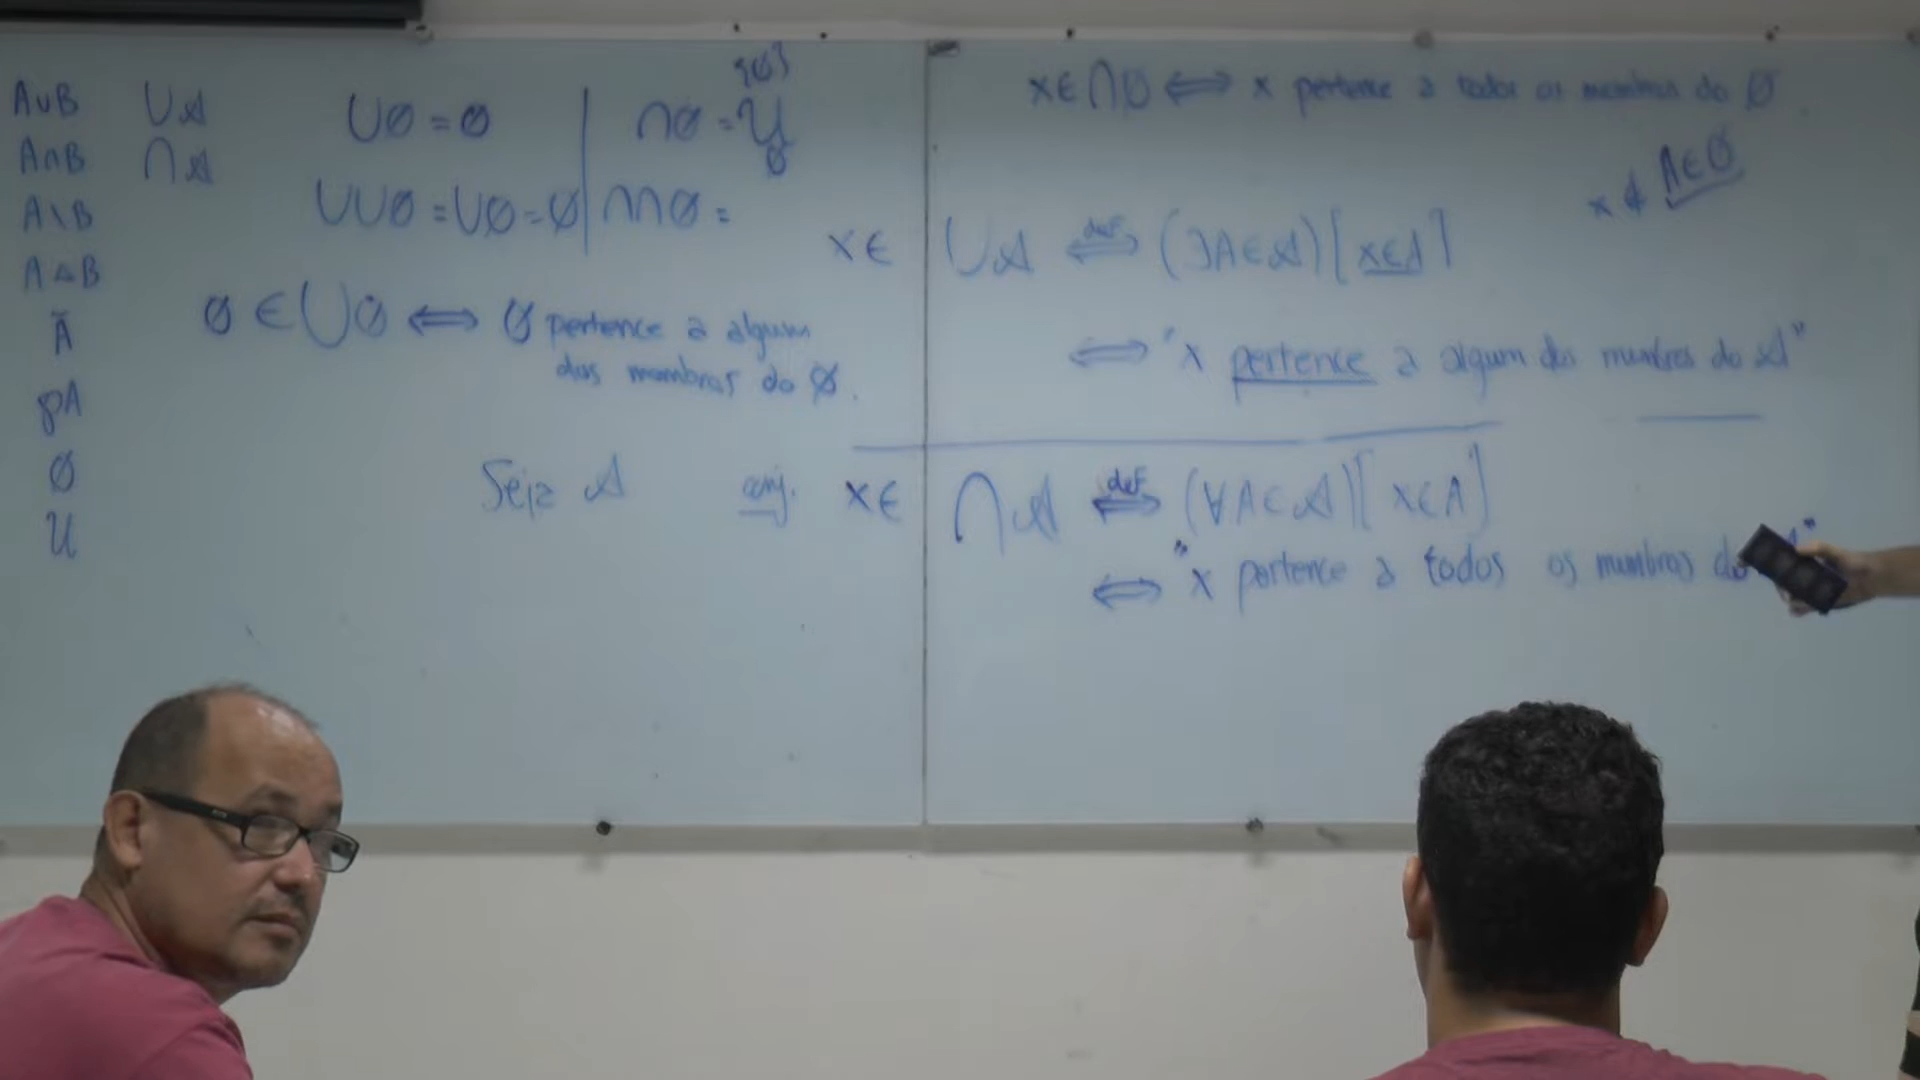 A∪B
A∩B
A\B
A△B
Ã
℘A
∅
𝒰
∪𝒜
∩𝒜
∪∅ = ∅
∪∪∅ = ∪∅ = ∅
{∅}
∩∅ = 𝒰
∅
∩∩∅ =
∅ ∈ ∪∅ ⟺ ∅ pertence a algum
dos membros do ∅.
Seja 𝒜 conj.
x ∈ ∩∅ ⟺ x pertence a todos os membros do ∅
x ∉ A∈∅
x ∈ ∪𝒜 ⟺def (∃A∈𝒜)[x∈A]
⟺ "x pertence a algum dos membros do 𝒜"
x ∈ ∩𝒜 ⟺def (∀A∈𝒜)[x∈A]
⟺ "x pertence a todos os membros do 𝒜"